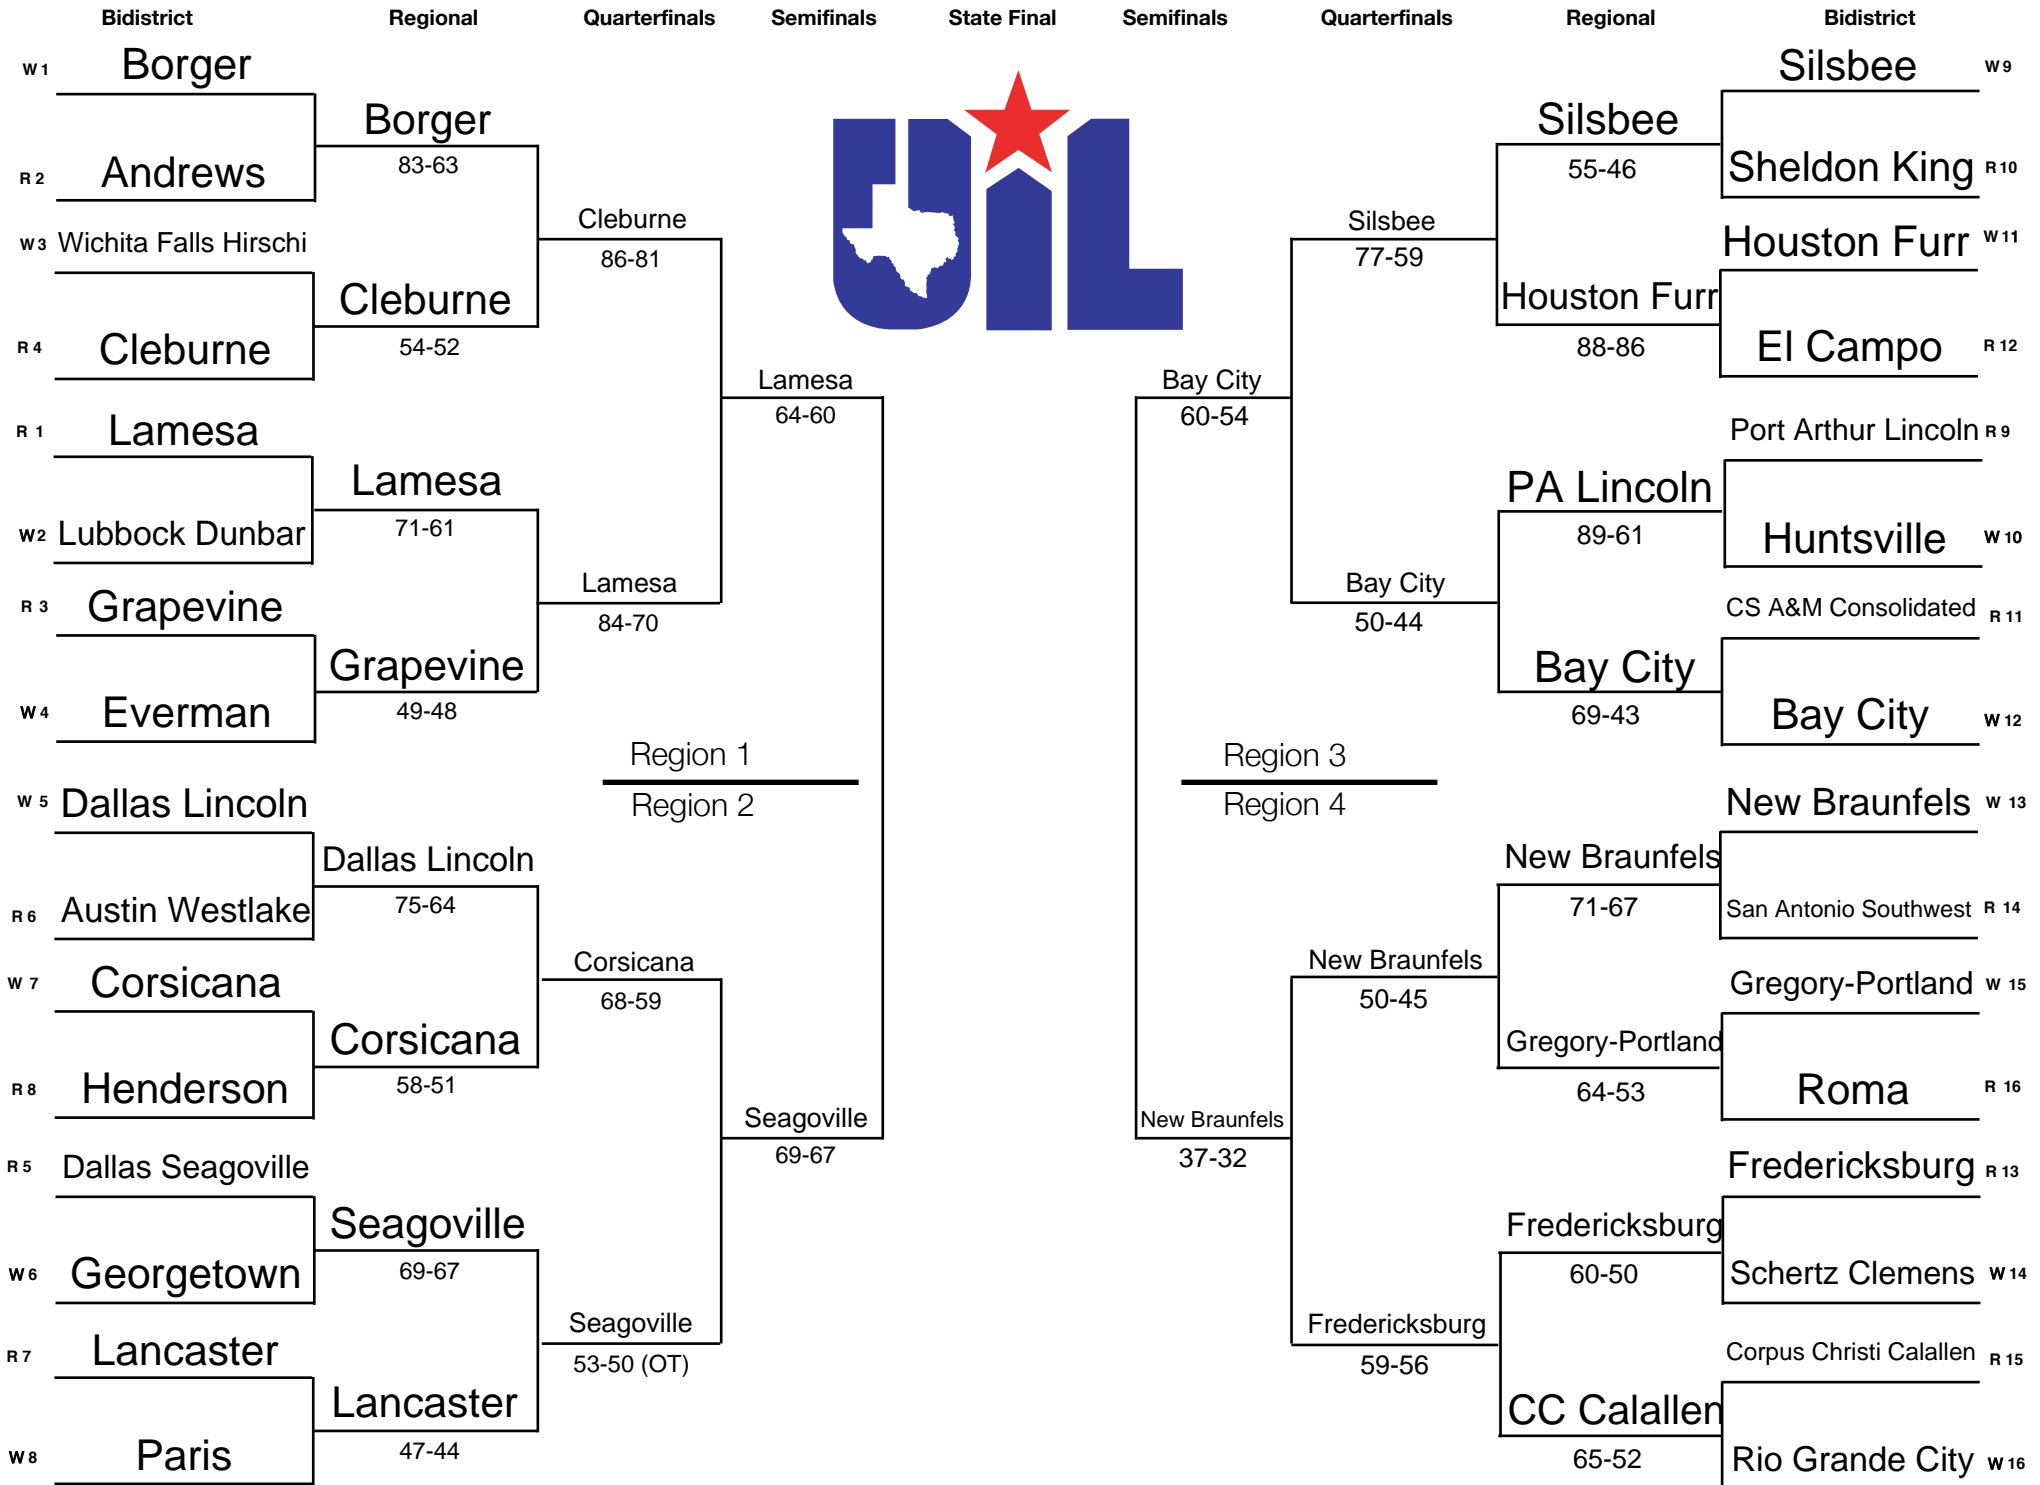 Bidistrict Regional Quarterfinals Semifinals State Final Semifinals Quarterfinals Regional Bidistrict
W 1 Borger
R 2 Andrews
W 3 Wichita Falls Hirschi
R 4 Cleburne
R 1 Lamesa
W 2 Lubbock Dunbar
R 3 Grapevine
W 4 Everman
W 5 Dallas Lincoln
R 6 Austin Westlake
W 7 Corsicana
R 8 Henderson
R 5 Dallas Seagoville
W 6 Georgetown
R 7 Lancaster
W 8 Paris
Borger
83-63
Cleburne
54-52
Lamesa
71-61
Grapevine
49-48
Dallas Lincoln
75-64
Corsicana
58-51
Seagoville
69-67
Lancaster
47-44
Cleburne
86-81
Lamesa
84-70
Corsicana
68-59
Seagoville
53-50 (OT)
Lamesa
64-60
Seagoville
69-67
Region 1
Region 2
UIL
Region 3
Region 4
Bay City
60-54
New Braunfels
37-32
Silsbee
77-59
Bay City
50-44
New Braunfels
50-45
Fredericksburg
59-56
Silsbee
55-46
Houston Furr
88-86
PA Lincoln
89-61
Bay City
69-43
New Braunfels
71-67
Gregory-Portland
64-53
Fredericksburg
60-50
CC Calallen
65-52
Silsbee W 9
Sheldon King R 10
Houston Furr W 11
El Campo R 12
Port Arthur Lincoln R 9
Huntsville W 10
CS A&M Consolidated R 11
Bay City W 12
New Braunfels W 13
San Antonio Southwest R 14
Gregory-Portland W 15
Roma R 16
Fredericksburg R 13
Schertz Clemens W 14
Corpus Christi Calallen R 15
Rio Grande City W 16